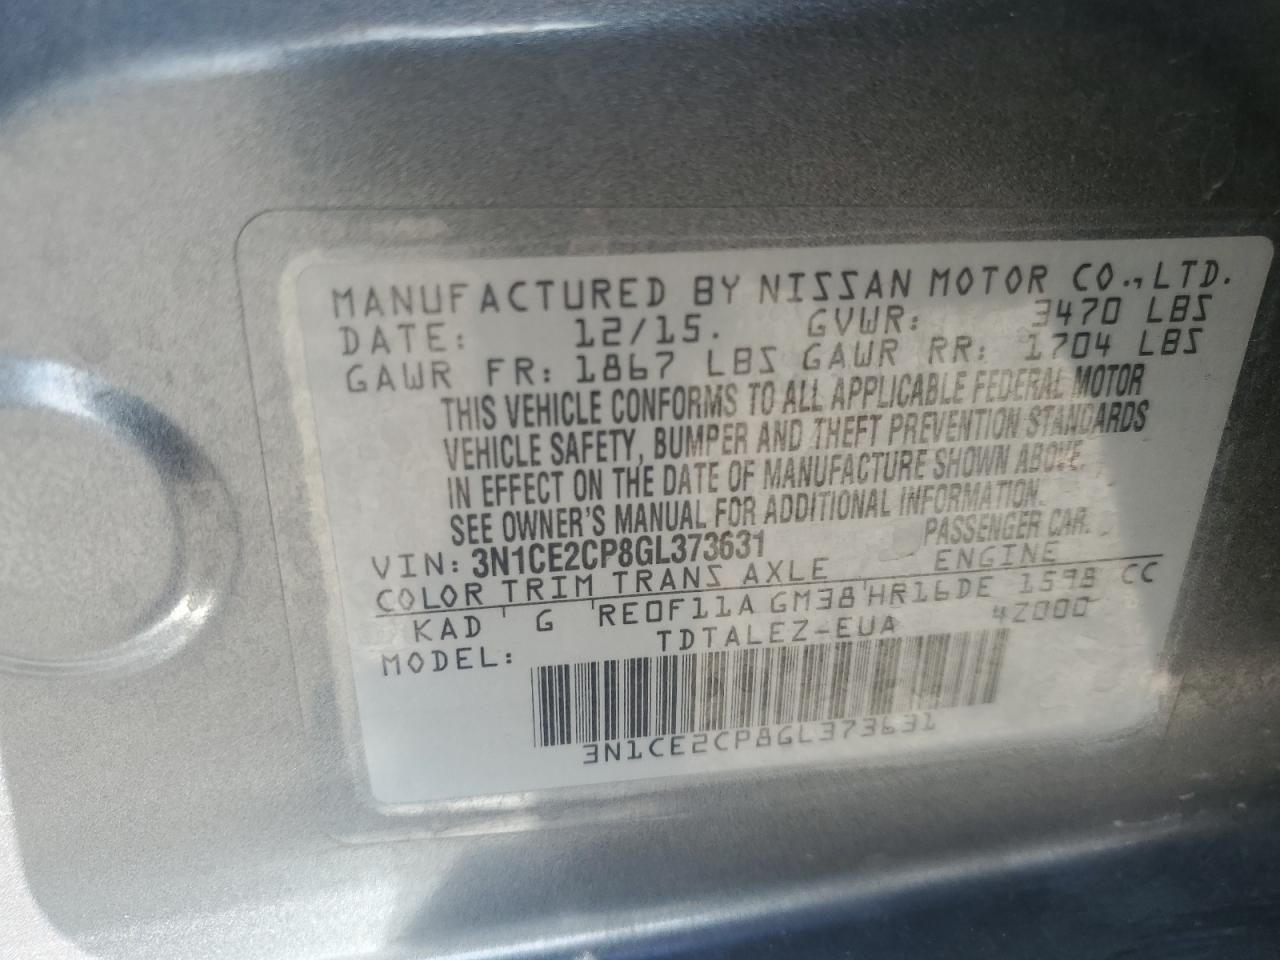 MANUFACTURED BY NISSAN MOTOR CO., LTD.
DATE: 12/15. GVWR: 3470 LBS
GAWR FR: 1867 LBS GAWR RR: 1704 LBS
THIS VEHICLE CONFORMS TO ALL APPLICABLE FEDERAL MOTOR
VEHICLE SAFETY, BUMPER AND THEFT PREVENTION STANDARDS
IN EFFECT ON THE DATE OF MANUFACTURE SHOWN ABOVE.
SEE OWNER'S MANUAL FOR ADDITIONAL INFORMATION.
VIN: 3N1CE2CP8GL373631 PASSENGER CAR.
COLOR TRIM TRANS AXLE ENGINE
KAD G RE0F11A GM38 HR16DE 1598 CC
MODEL: TDTALEZ-EUA 4Z000
3N1CE2CP8GL373631